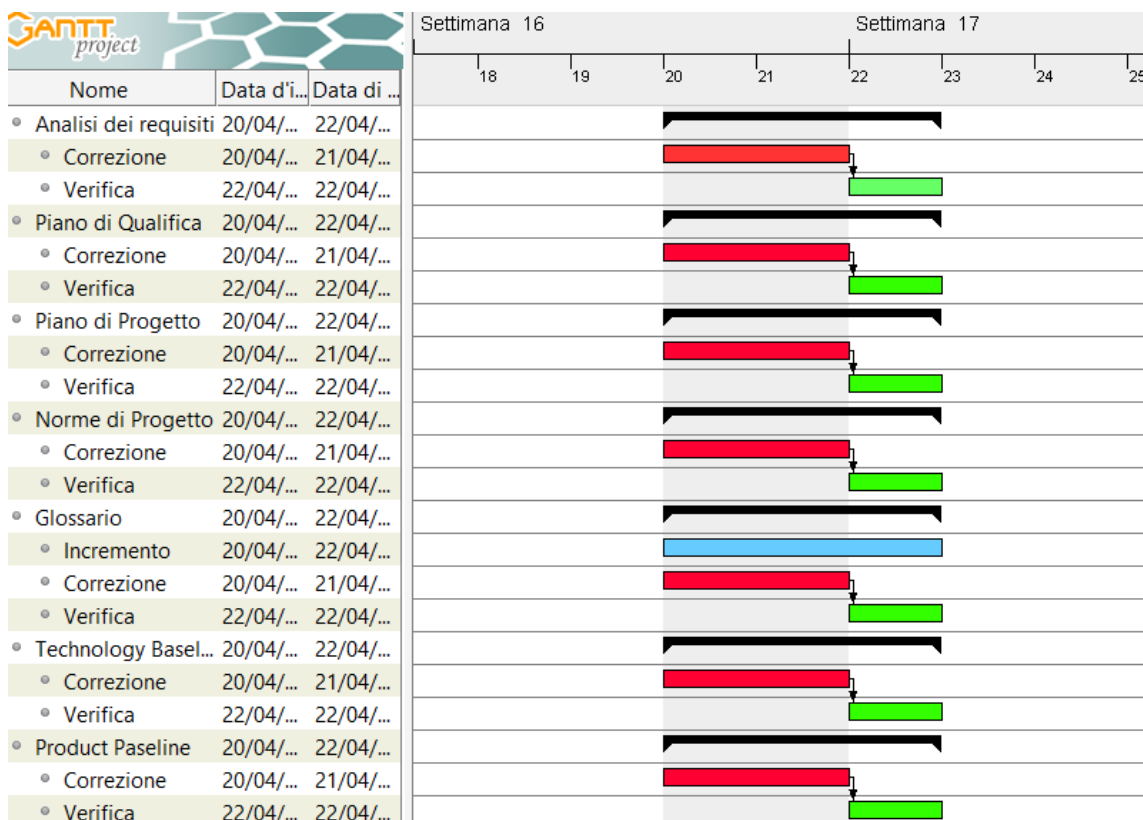 GANTT
project
Settimana 16 Settimana 17
18 19 20 21 22 23 24 25
Nome Data d'i... Data di ...
Analisi dei requisiti 20/04/... 22/04/...
Correzione 20/04/... 21/04/...
Verifica 22/04/... 22/04/...
Piano di Qualifica 20/04/... 22/04/...
Correzione 20/04/... 21/04/...
Verifica 22/04/... 22/04/...
Piano di Progetto 20/04/... 22/04/...
Correzione 20/04/... 21/04/...
Verifica 22/04/... 22/04/...
Norme di Progetto 20/04/... 22/04/...
Correzione 20/04/... 21/04/...
Verifica 22/04/... 22/04/...
Glossario 20/04/... 22/04/...
Incremento 20/04/... 22/04/...
Correzione 20/04/... 21/04/...
Verifica 22/04/... 22/04/...
Technology Basel... 20/04/... 22/04/...
Correzione 20/04/... 21/04/...
Verifica 22/04/... 22/04/...
Product Paseline 20/04/... 22/04/...
Correzione 20/04/... 21/04/...
Verifica 22/04/... 22/04/...